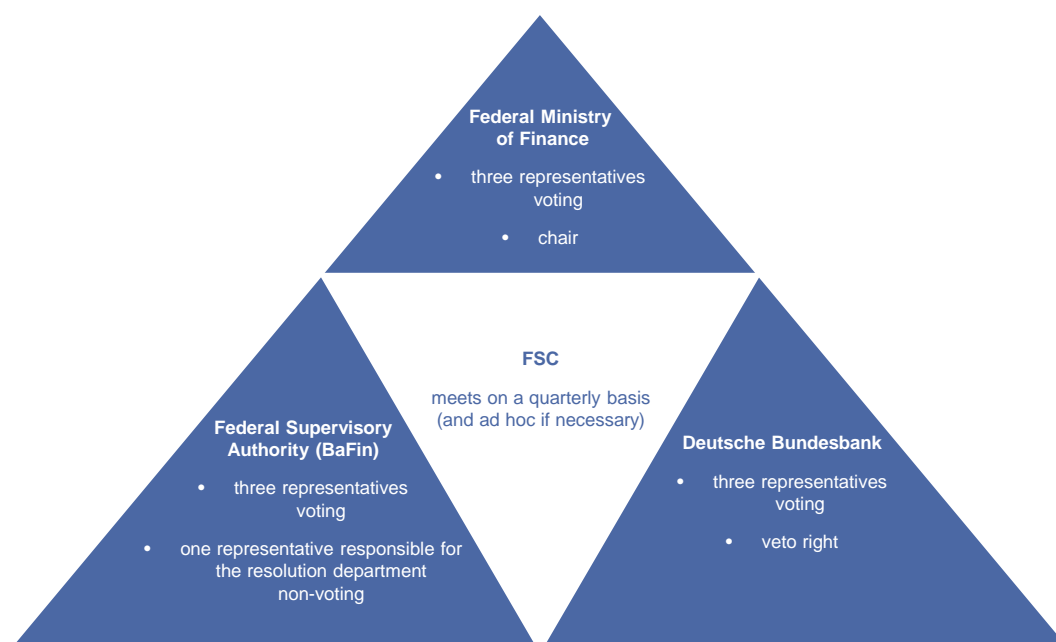 Federal Ministry
of Finance
• three representatives
voting
• chair
FSC
meets on a quarterly basis
(and ad hoc if necessary)
Federal Supervisory
Authority (BaFin)
• three representatives
voting
• one representative responsible for
the resolution department
non-voting
Deutsche Bundesbank
• three representatives
voting
• veto right